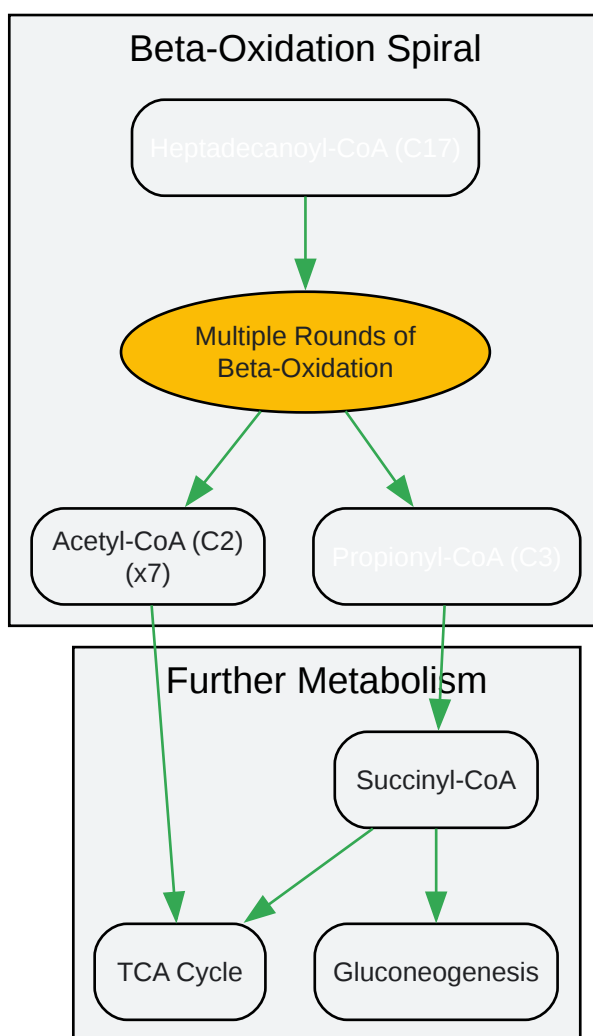 Beta-Oxidation Spiral
Heptadecanoyl-CoA (C17)
Multiple Rounds of
Beta-Oxidation
Acetyl-CoA (C2)
(x7)
Propionyl-CoA (C3)
Further Metabolism
Succinyl-CoA
TCA Cycle
Gluconeogenesis